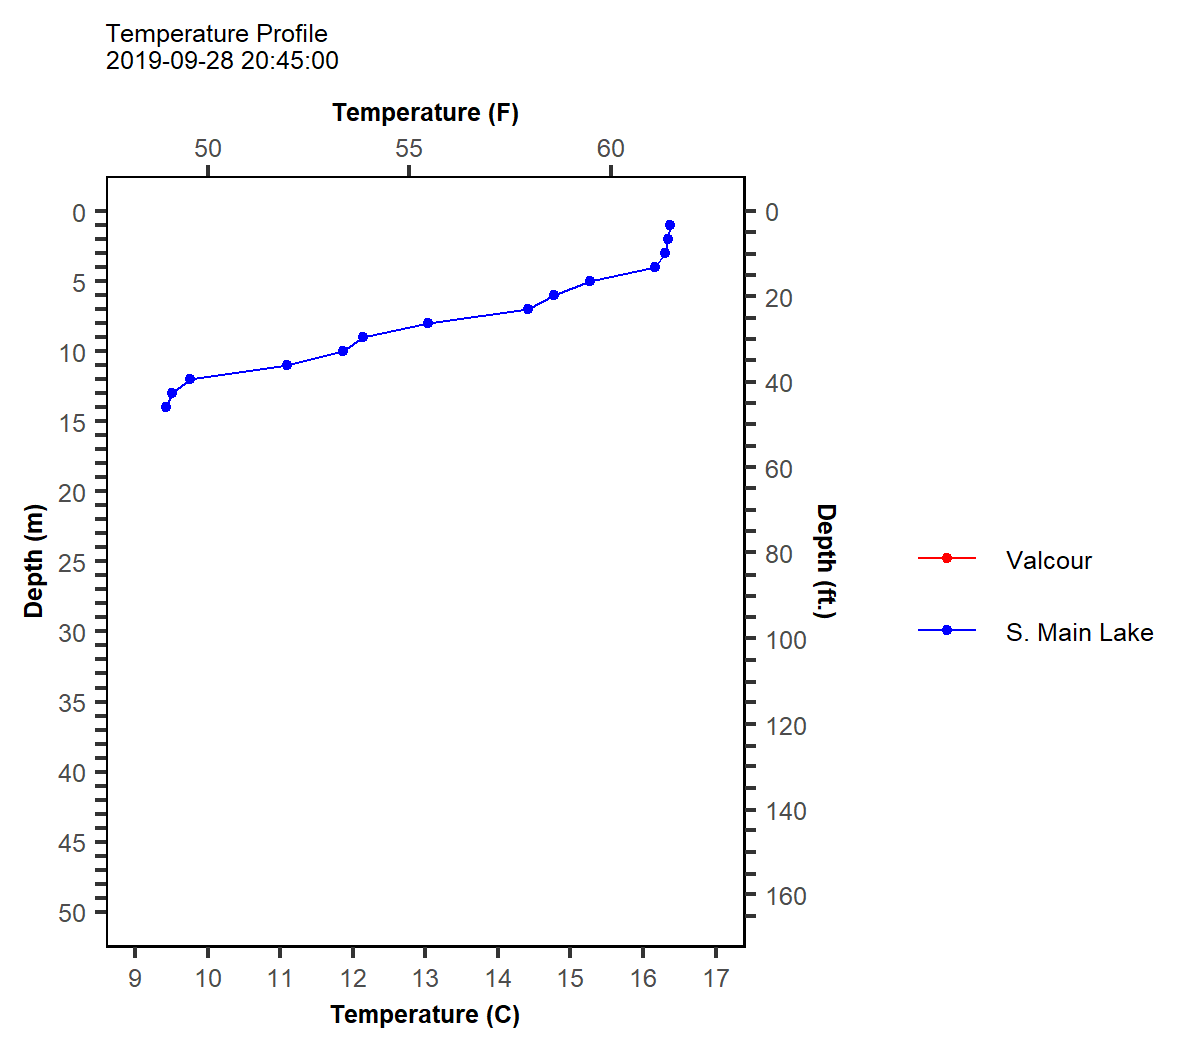 Temperature Profile
2019-09-28 20:45:00
Temperature (F)
50 55 60
0
5
10
15
20
25
30
35
40
45
50
Depth (m)
0
20
40
60
80
100
120
140
160
Depth (ft.)
Valcour
S. Main Lake
9 10 11 12 13 14 15 16 17
Temperature (C)